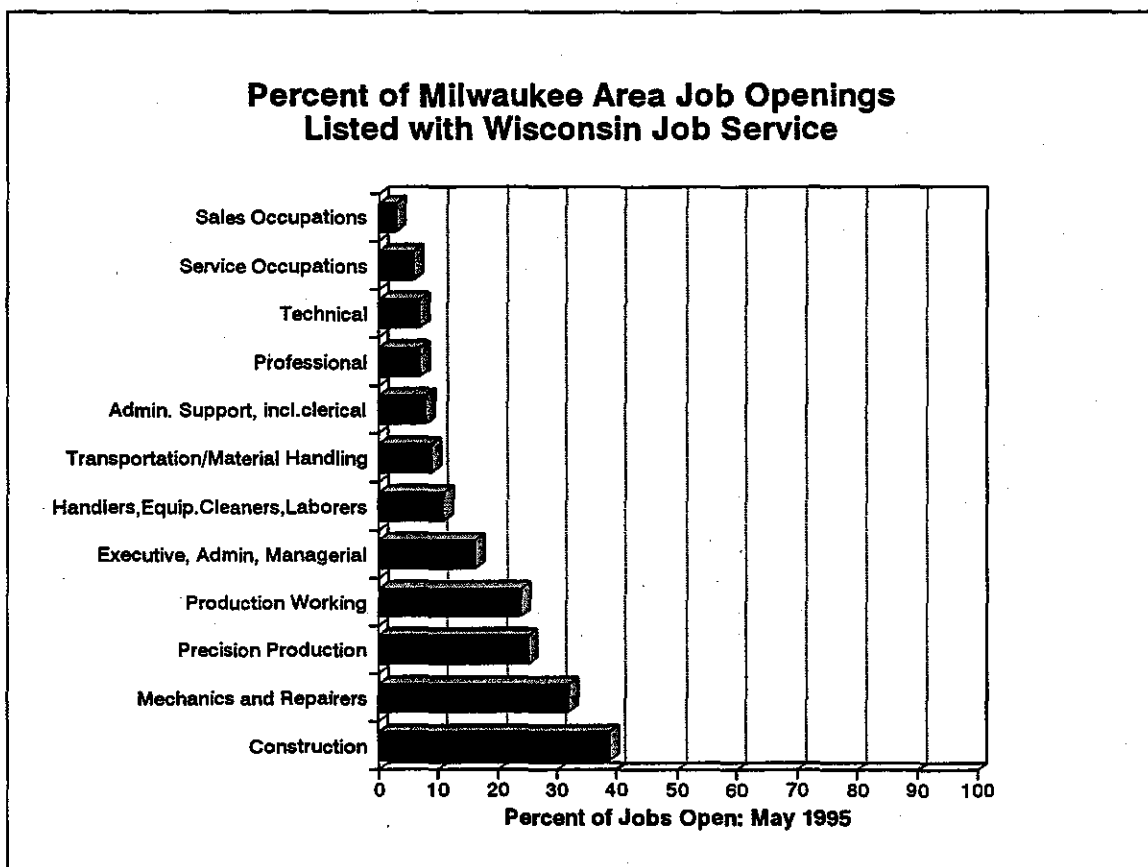 Percent of Milwaukee Area Job Openings
Listed with Wisconsin Job Service
Sales Occupations
Service Occupations
Technical
Professional
Admin. Support, incl.clerical
Transportation/Material Handling
Handlers,Equip.Cleaners,Laborers
Executive, Admin, Managerial
Production Working
Precision Production
Mechanics and Repairers
Construction
0 10 20 30 40 50 60 70 80 90 100
Percent of Jobs Open: May 1995